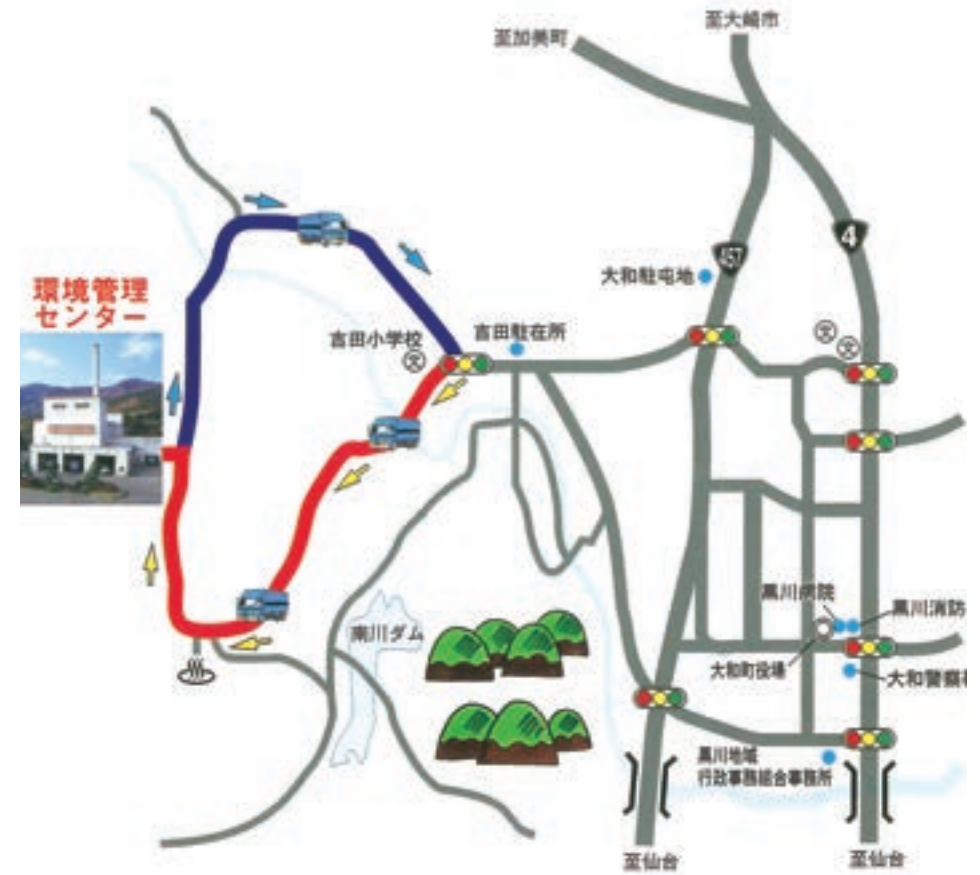 至大崎市
至加美町
4
457
大和駐屯地
環境管理
センター
吉田小学校
吉田駐在所
黒川病院
黒川消防
南川ダム
大和町役場
大和警察
黒川地域
行政事務組合事務所
至仙台
至仙台